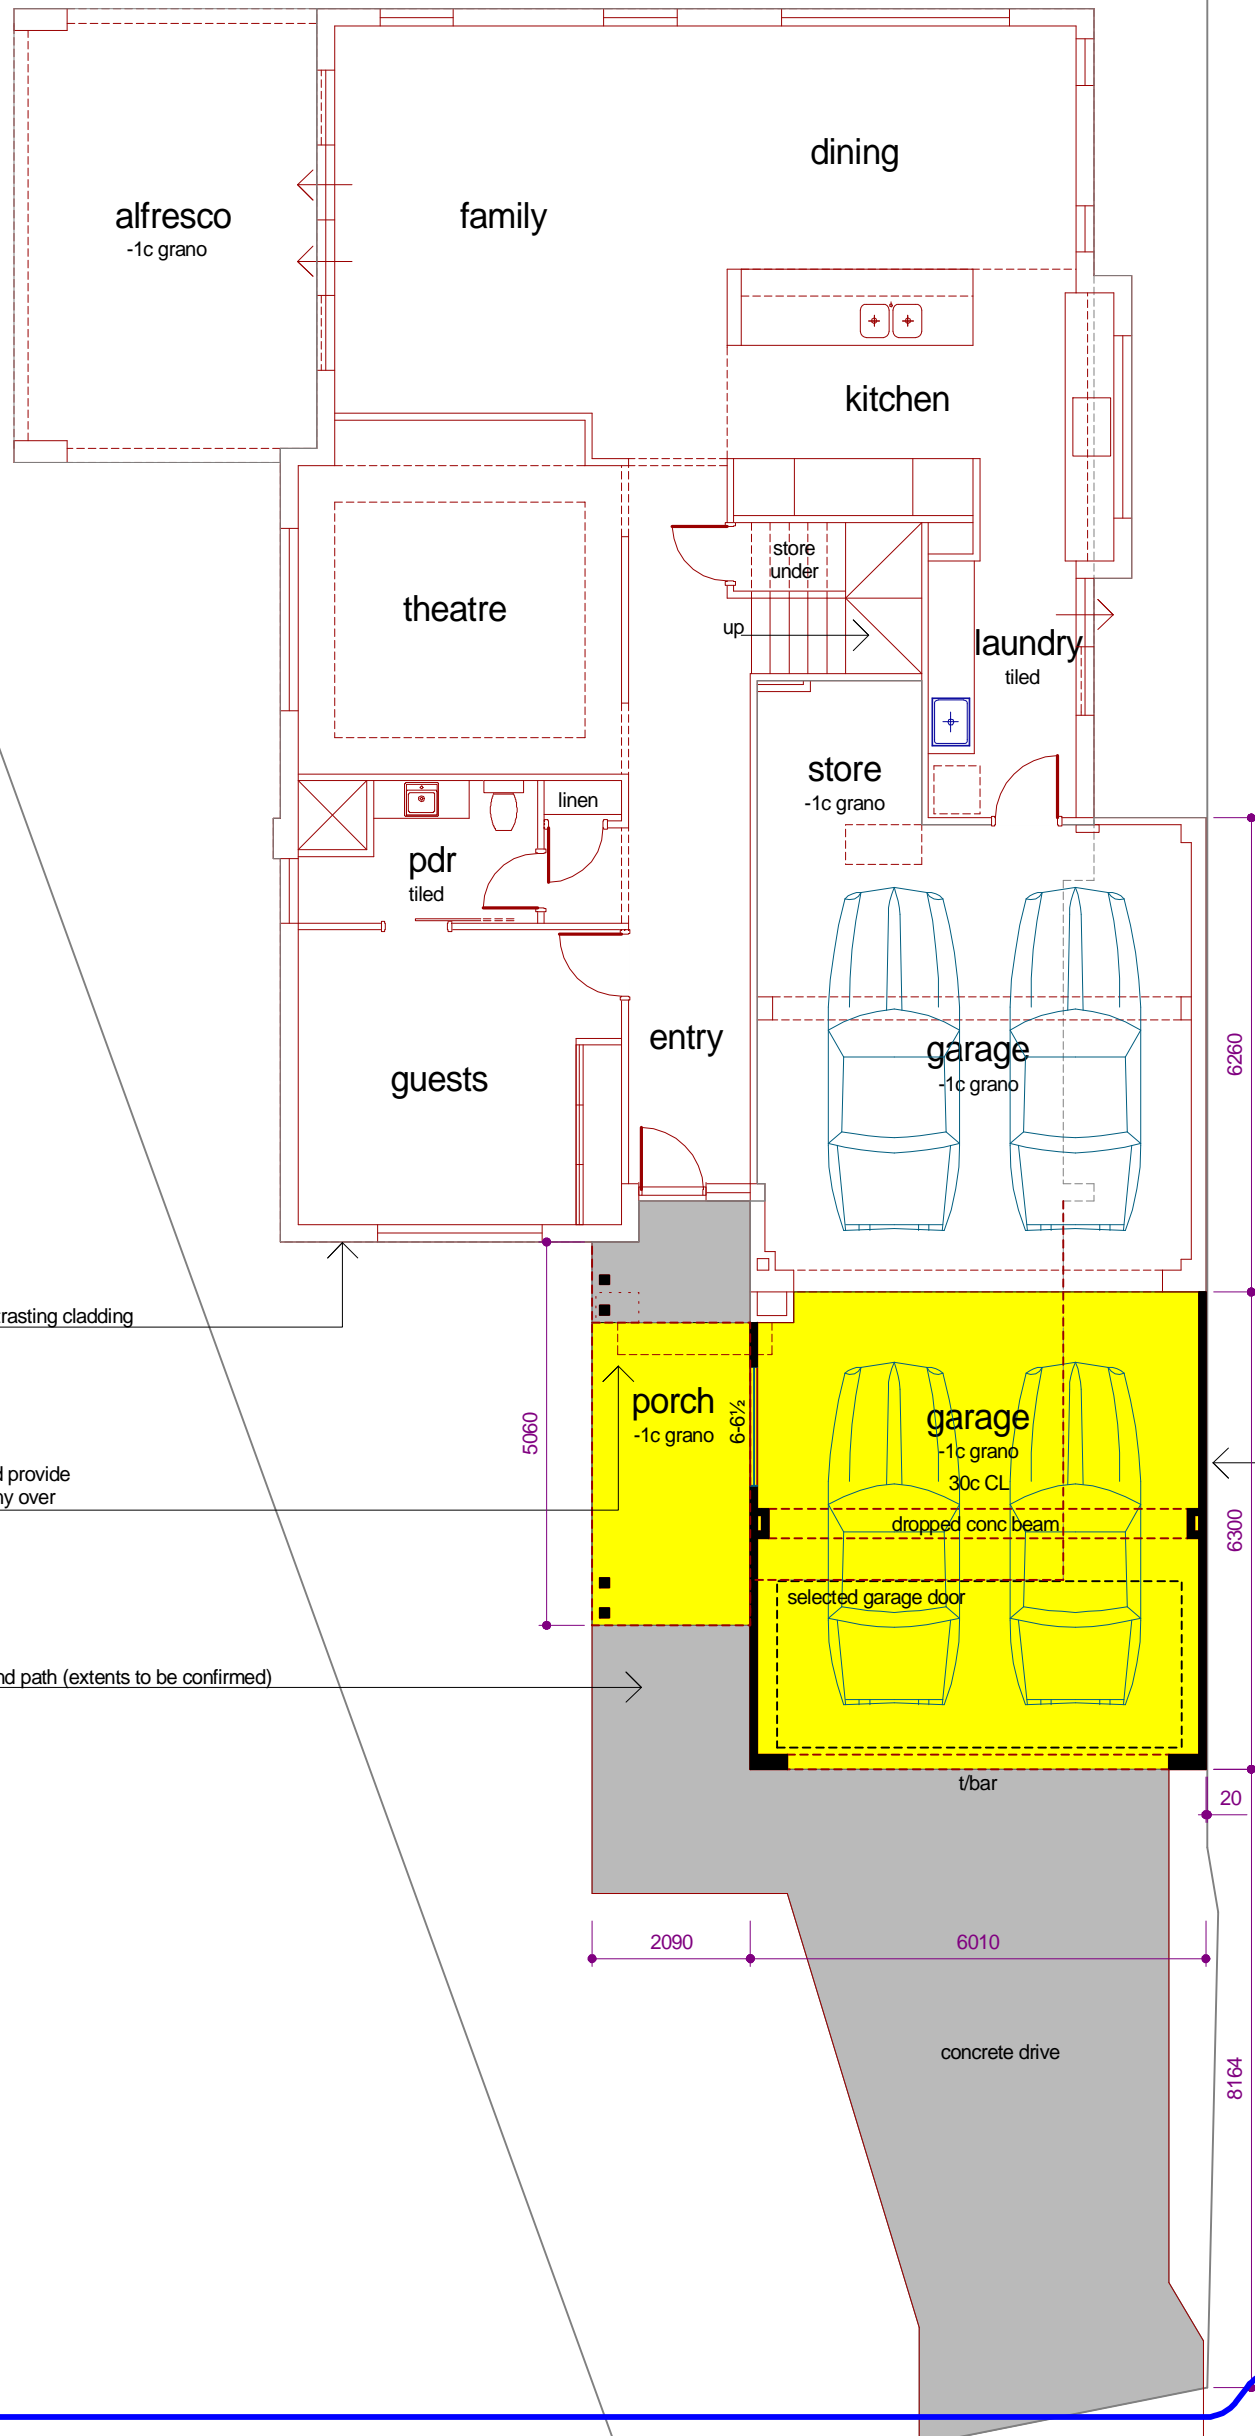 dining
alfresco
-1c grano
family
kitchen
store
under
theatre
up
laundry
tiled
store
-1c grano
linen
pdr
tiled
entry
garage
-1c grano
6260
guests
trasting cladding
porch
-1c grano
6-6½
5060
garage
-1c grano
30c CL
dropped conc beam
6300
provide
ny over
selected garage door
nd path (extents to be confirmed)
t/bar
20
2090
6010
concrete drive
8164